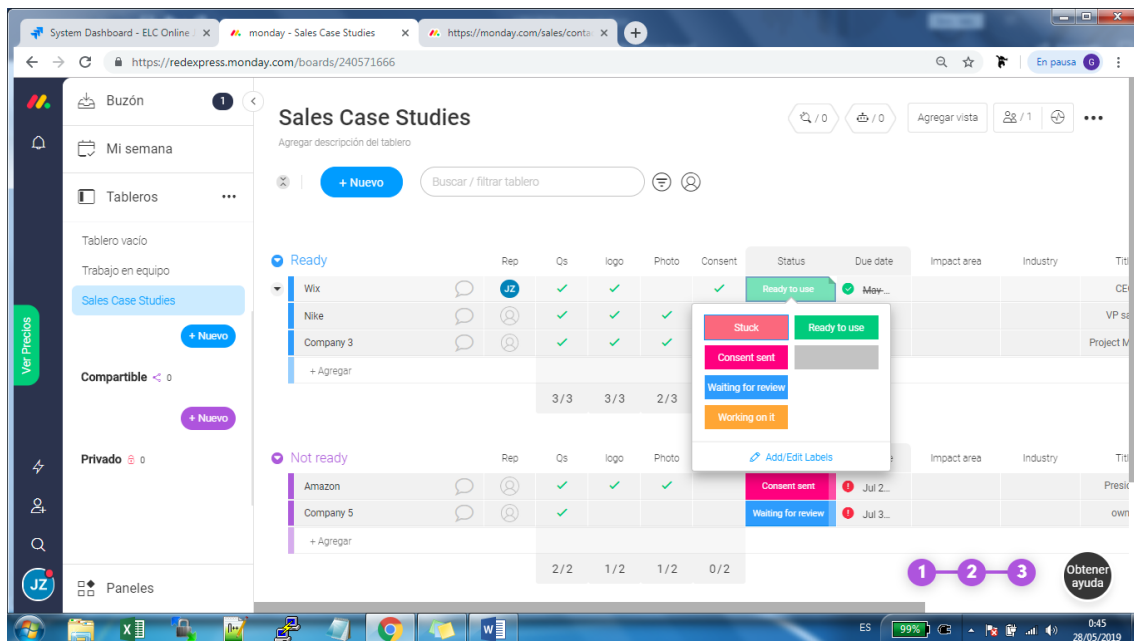 System Dashboard - ELC Online
monday - Sales Case Studies
https://monday.com/sales/conta
https://redexpress.monday.com/boards/240571666
En pausa
G
Buzón
1
Mi semana
Tableros
Tablero vacío
Trabajo en equipo
Sales Case Studies
+ Nuevo
Compartible
0
+ Nuevo
Privado
0
Paneles
Ver Precios
JZ
Sales Case Studies
Agregar descripción del tablero
/ 0
/ 0
Agregar vista
/ 1
+ Nuevo
Buscar / filtrar tablero
Ready Rep Qs logo Photo Consent Status Due date Impact area Industry Titl
Wix JZ Ready to use May... CEO
Nike VP sa
Company 3 Project M
+ Agregar
3/3 3/3 2/3
Stuck Ready to use
Consent sent
Waiting for review
Working on it
Add/Edit Labels
Not ready Rep Qs logo Photo Impact area Industry Titl
Amazon Consent sent Jul 2... Presid
Company 5 Waiting for review Jul 3... own
+ Agregar
2/2 1/2 1/2 0/2
1 2 3
Obtener
ayuda
ES 99% 0:45
28/05/2019